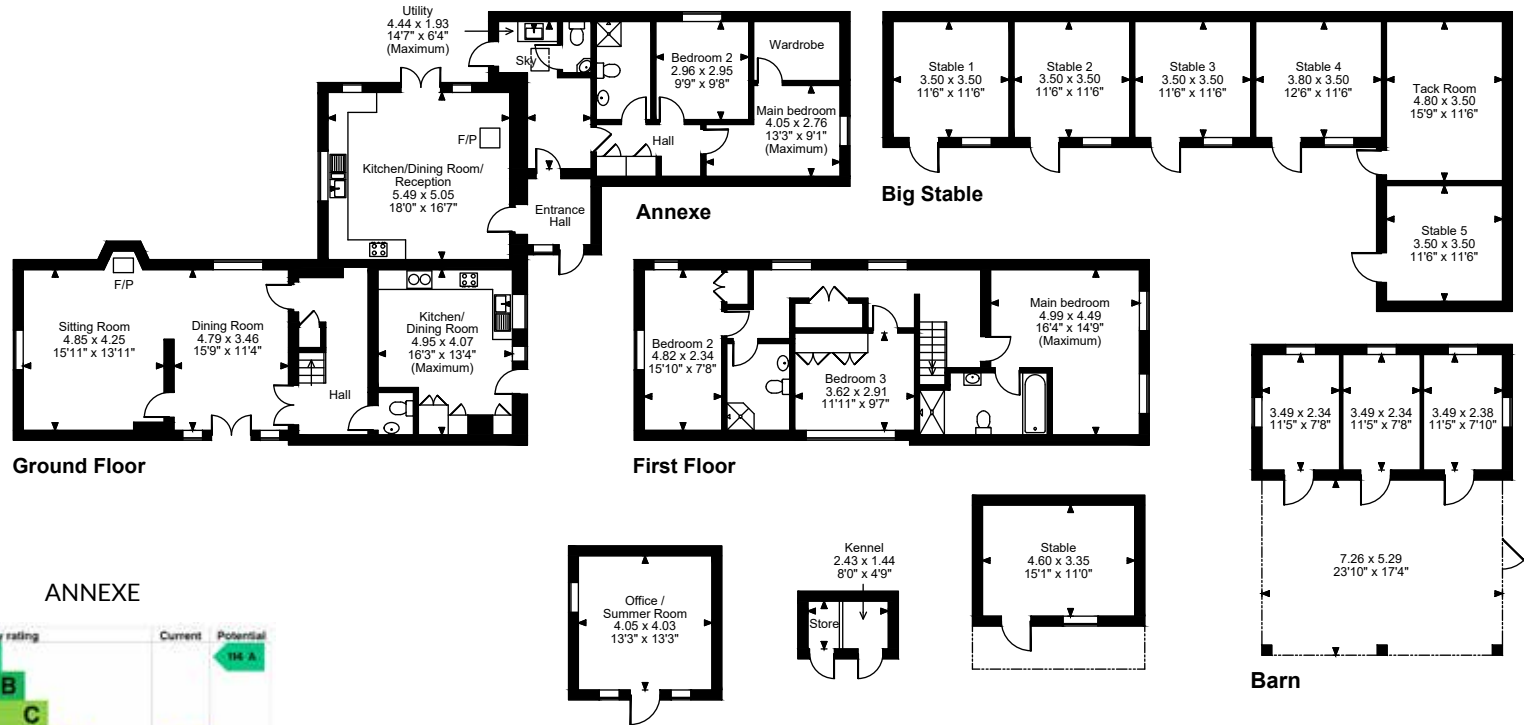 Utility
4.44 x 1.93
14'7" x 6'4"
(Maximum)
Sky
Bedroom 2
2.96 x 2.95
9'9" x 9'8"
Wardrobe
Main bedroom
4.05 x 2.76
13'3" x 9'1"
(Maximum)
Hall
F/P
Kitchen/Dining Room/
Reception
5.49 x 5.05
18'0" x 16'7"
Entrance
Hall
Annexe
Stable 1
3.50 x 3.50
11'6" x 11'6"
Stable 2
3.50 x 3.50
11'6" x 11'6"
Stable 3
3.50 x 3.50
11'6" x 11'6"
Stable 4
3.80 x 3.50
12'6" x 11'6"
Tack Room
4.80 x 3.50
15'9" x 11'6"
Big Stable
Stable 5
3.50 x 3.50
11'6" x 11'6"
F/P
Sitting Room
4.85 x 4.25
15'11" x 13'11"
Dining Room
4.79 x 3.46
15'9" x 11'4"
Hall
Kitchen/
Dining Room
4.95 x 4.07
16'3" x 13'4"
(Maximum)
Ground Floor
Bedroom 2
4.82 x 2.34
15'10" x 7'8"
Bedroom 3
3.62 x 2.91
11'11" x 9'7"
Main bedroom
4.99 x 4.49
16'4" x 14'9"
(Maximum)
First Floor
3.49 x 2.34
11'5" x 7'8"
3.49 x 2.34
11'5" x 7'8"
3.49 x 2.38
11'5" x 7'10"
7.26 x 5.29
23'10" x 17'4"
Barn
Office /
Summer Room
4.05 x 4.03
13'3" x 13'3"
Kennel
2.43 x 1.44
8'0" x 4'9"
Store
Stable
4.60 x 3.35
15'1" x 11'0"
ANNEXE
rating
Current
Potential
114 A
B
C